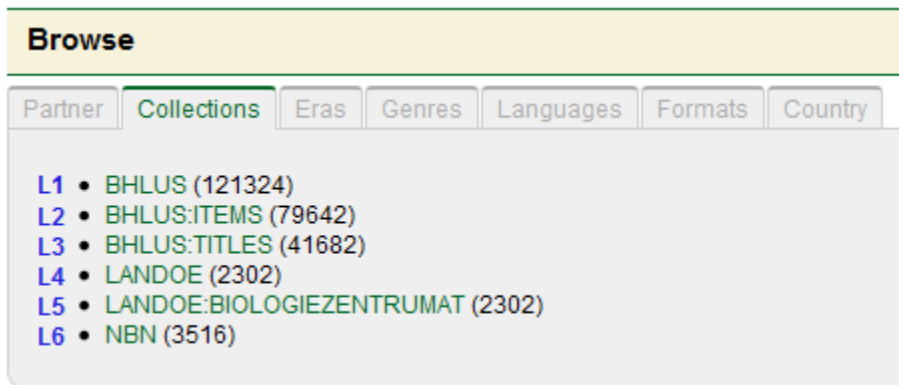 Browse
Partner Collections Eras Genres Languages Formats Country
L1 • BHLUS (121324)
L2 • BHLUS:ITEMS (79642)
L3 • BHLUS:TITLES (41682)
L4 • LANDOE (2302)
L5 • LANDOE:BIOLOGIEZENTRUMAT (2302)
L6 • NBN (3516)